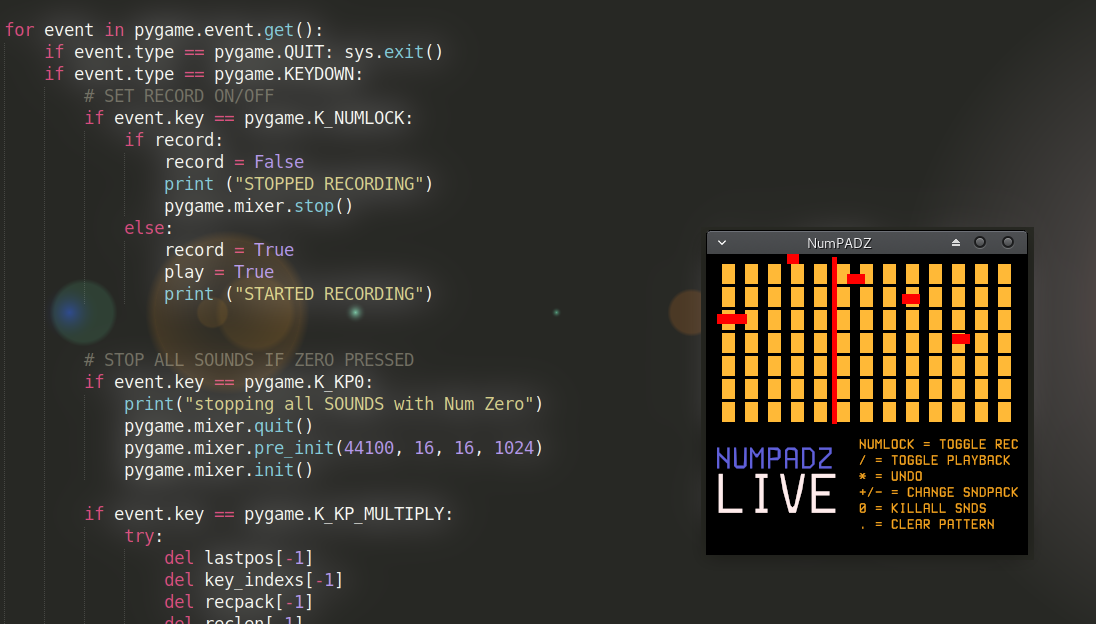 for event in pygame.event.get():
    if event.type == pygame.QUIT: sys.exit()
    if event.type == pygame.KEYDOWN:
        # SET RECORD ON/OFF
        if event.key == pygame.K_NUMLOCK:
            if record:
                record = False
                print ("STOPPED RECORDING")
                pygame.mixer.stop()
            else:
                record = True
                play = True
                print ("STARTED RECORDING")
        # STOP ALL SOUNDS IF ZERO PRESSED
        if event.key == pygame.K_KP0:
            print("stopping all SOUNDS with Num Zero")
            pygame.mixer.quit()
            pygame.mixer.pre_init(44100, 16, 16, 1024)
            pygame.mixer.init()
        if event.key == pygame.K_KP_MULTIPLY:
            try:
                del lastpos[-1]
                del key_indexs[-1]
                del recpack[-1]
                del reclen[-1]
NumPADZ
NUMPADZ
LIVE
NUMLOCK = TOGGLE REC
/ = TOGGLE PLAYBACK
* = UNDO
+/- = CHANGE SNDPACK
0 = KILLALL SNDS
. = CLEAR PATTERN